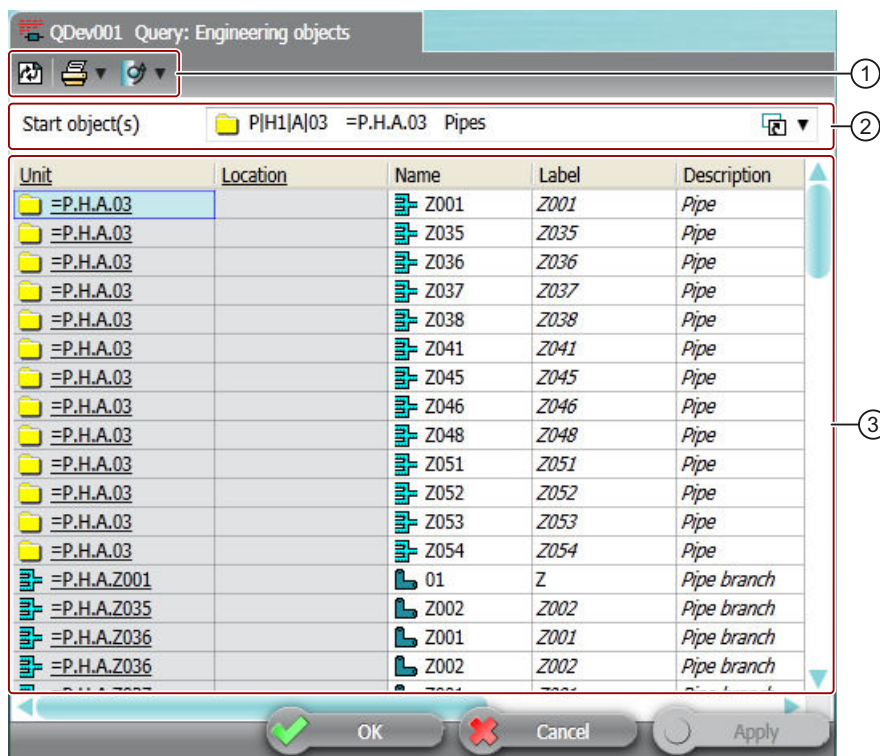 QDev001 Query: Engineering objects
1
Start object(s) P|H1|A|03 =P.H.A.03 Pipes
2
Unit Location Name Label Description
=P.H.A.03 Z001 Z001 Pipe
=P.H.A.03 Z035 Z035 Pipe
=P.H.A.03 Z036 Z036 Pipe
=P.H.A.03 Z037 Z037 Pipe
=P.H.A.03 Z038 Z038 Pipe
=P.H.A.03 Z041 Z041 Pipe
=P.H.A.03 Z045 Z045 Pipe
=P.H.A.03 Z046 Z046 Pipe
=P.H.A.03 Z048 Z048 Pipe
3
=P.H.A.03 Z051 Z051 Pipe
=P.H.A.03 Z052 Z052 Pipe
=P.H.A.03 Z053 Z053 Pipe
=P.H.A.03 Z054 Z054 Pipe
=P.H.A.Z001 01 Z Pipe branch
=P.H.A.Z035 Z002 Z002 Pipe branch
=P.H.A.Z036 Z001 Z001 Pipe branch
=P.H.A.Z036 Z002 Z002 Pipe branch
OK Cancel Apply